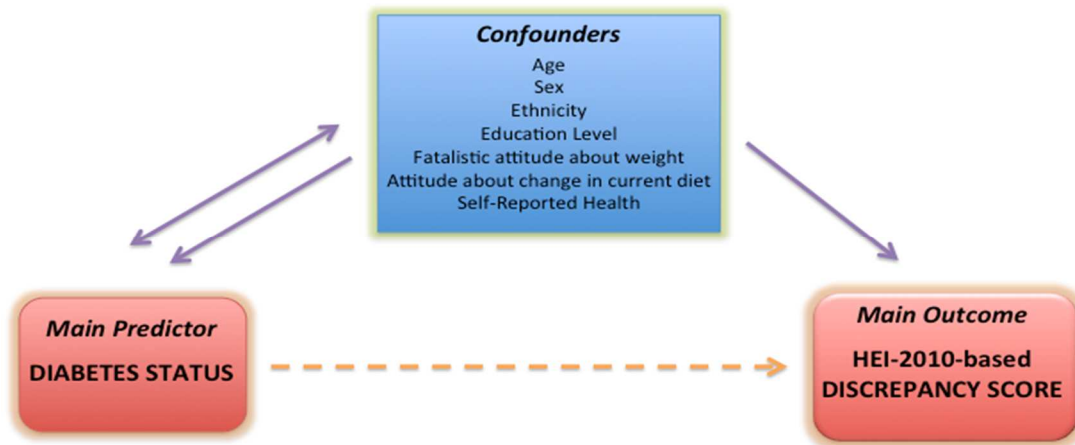 Confounders
Age
Sex
Ethnicity
Education Level
Fatalistic attitude about weight
Attitude about change in current diet
Self-Reported Health
Main Predictor
DIABETES STATUS
Main Outcome
HEI-2010-based
DISCREPANCY SCORE